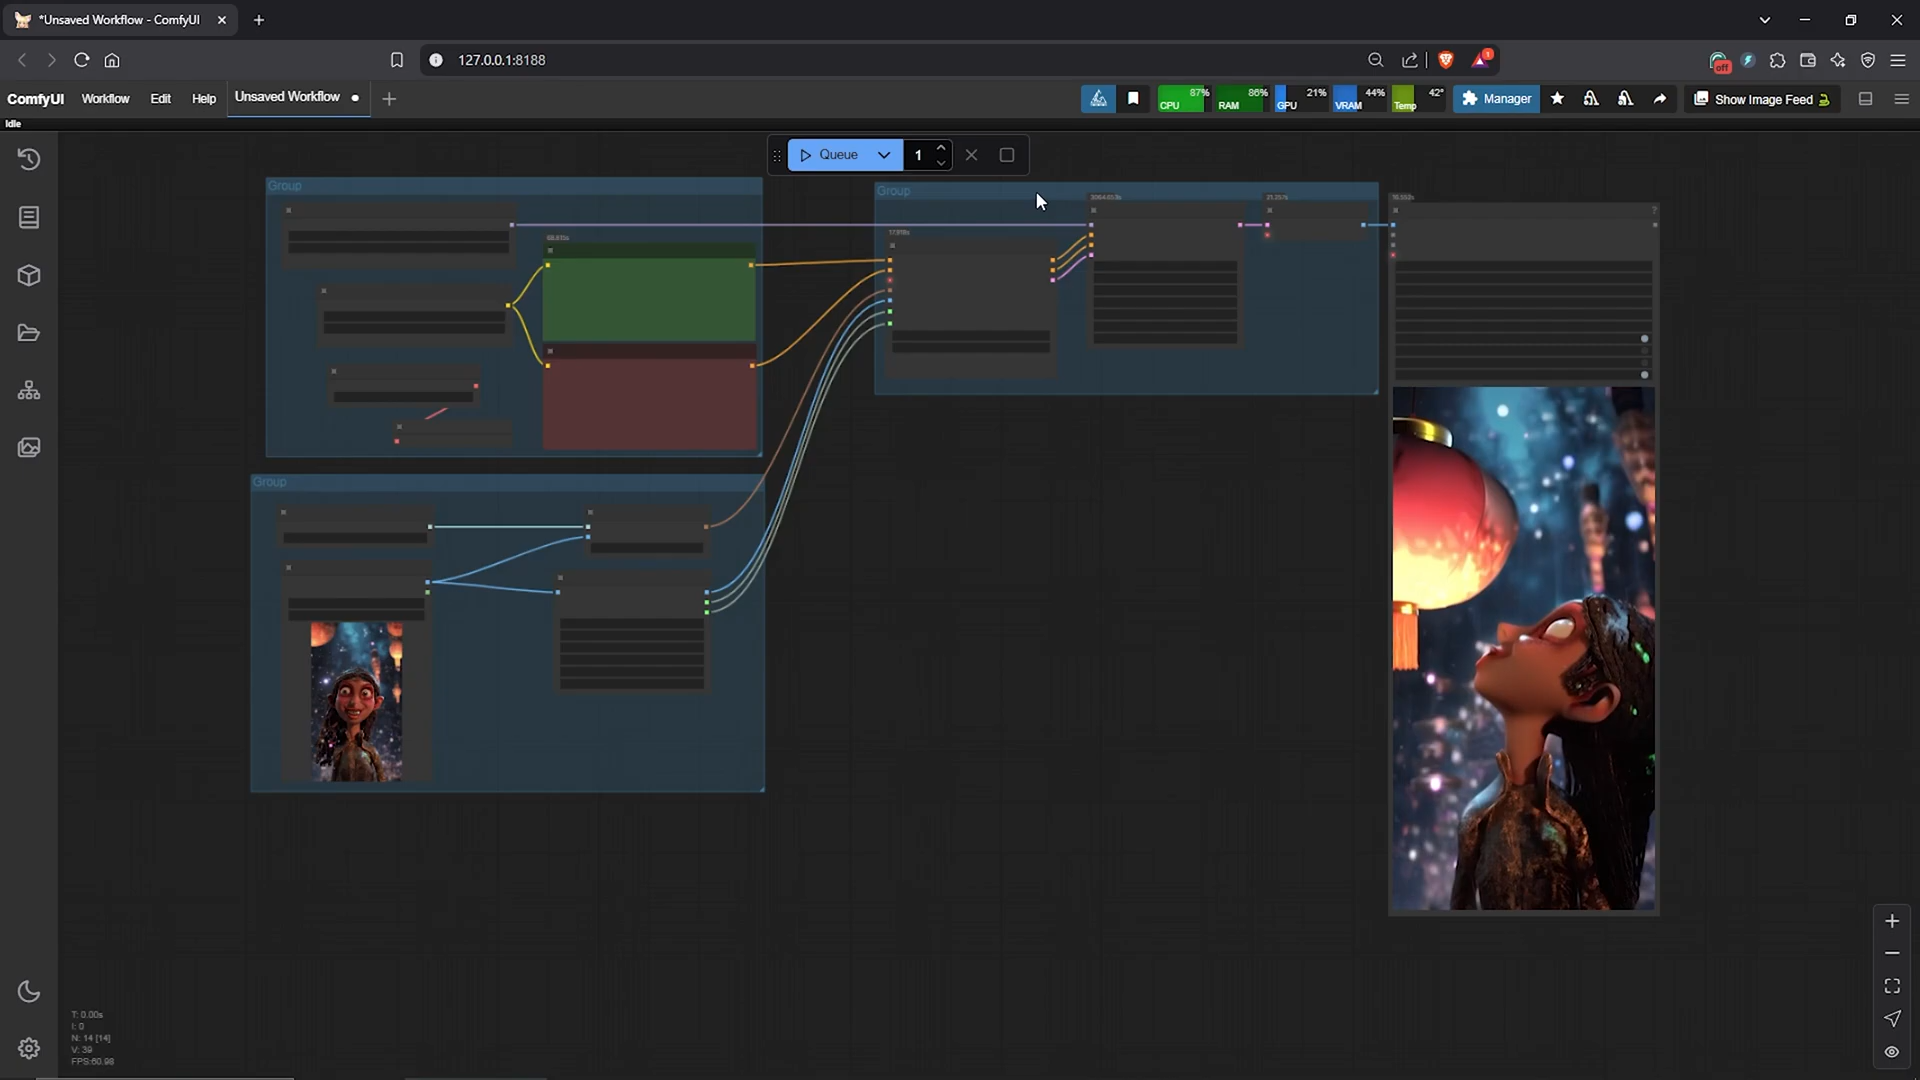 *Unsaved Workflow - ComfyUI
127.0.0.1:8188
1
off
ComfyUI
Workflow
Edit
Help
Unsaved Workflow
CPU 87%
RAM 86%
GPU 21%
VRAM 44%
Temp 42°
Manager
Show Image Feed
Idle
Queue
1
Group
Group
?
Group
T: 0.00s
I: 0
N: 14 [14]
V: 39
FPS:60.98